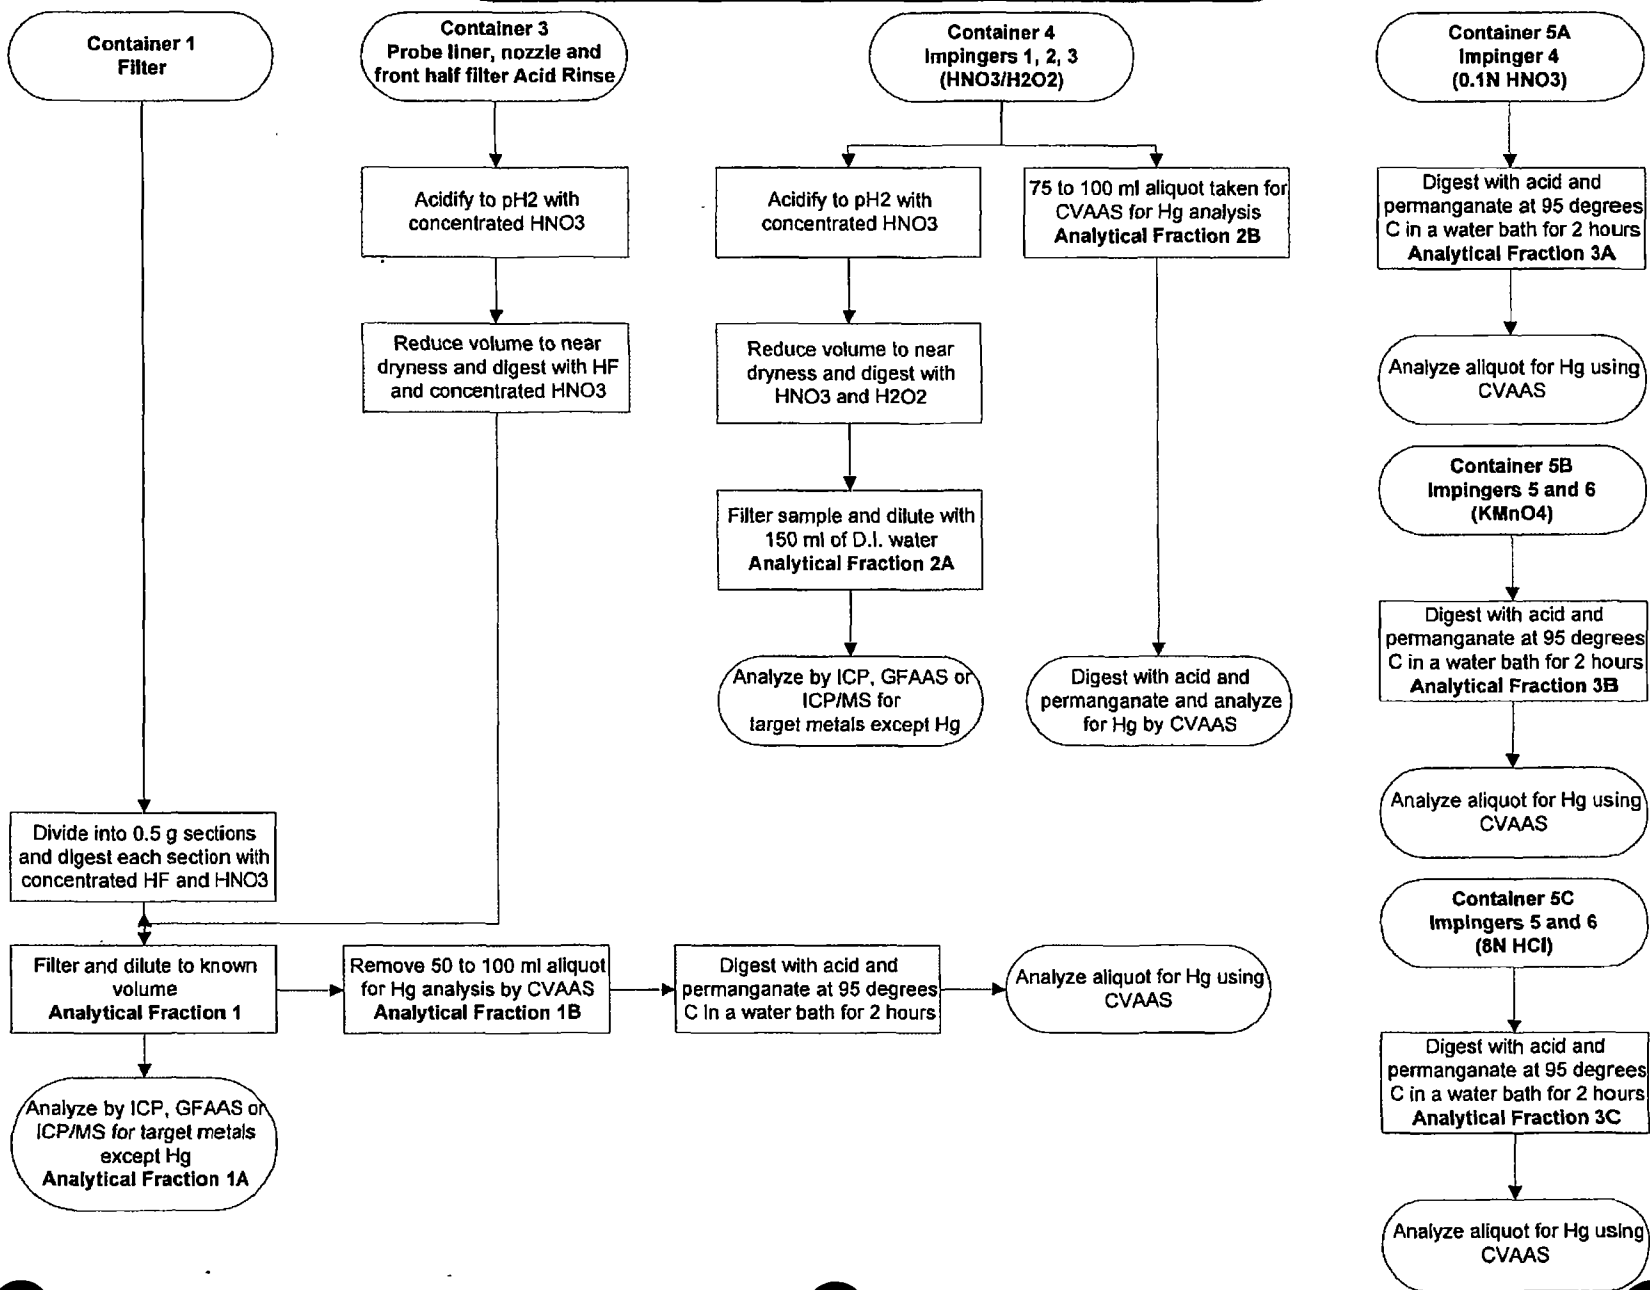 Container 1
Filter
Container 3
Probe liner, nozzle and
front half filter Acid Rinse
Container 4
Impingers 1, 2, 3
(HNO3/H2O2)
Container 5A
Impinger 4
(0.1N HNO3)
Acidify to pH2 with
concentrated HNO3
Acidify to pH2 with
concentrated HNO3
75 to 100 ml aliquot taken for
CVAAS for Hg analysis
Analytical Fraction 2B
Digest with acid and
permanganate at 95 degrees
C in a water bath for 2 hours
Analytical Fraction 3A
Reduce volume to near
dryness and digest with HF
and concentrated HNO3
Reduce volume to near
dryness and digest with
HNO3 and H2O2
Analyze aliquot for Hg using
CVAAS
Container 5B
Impingers 5 and 6
(KMnO4)
Filter sample and dilute with
150 ml of D.I. water
Analytical Fraction 2A
Digest with acid and
permanganate at 95 degrees
C in a water bath for 2 hours
Analytical Fraction 3B
Analyze by ICP, GFAAS or
ICP/MS for
target metals except Hg
Digest with acid and
permanganate and analyze
for Hg by CVAAS
Analyze aliquot for Hg using
CVAAS
Divide into 0.5 g sections
and digest each section with
concentrated HF and HNO3
Container 5C
Impingers 5 and 6
(8N HCl)
Filter and dilute to known
volume
Analytical Fraction 1
Remove 50 to 100 ml aliquot
for Hg analysis by CVAAS
Analytical Fraction 1B
Digest with acid and
permanganate at 95 degrees
C in a water bath for 2 hours
Analyze aliquot for Hg using
CVAAS
Digest with acid and
permanganate at 95 degrees
C in a water bath for 2 hours
Analytical Fraction 3C
Analyze by ICP, GFAAS or
ICP/MS for target metals
except Hg
Analytical Fraction 1A
Analyze aliquot for Hg using
CVAAS